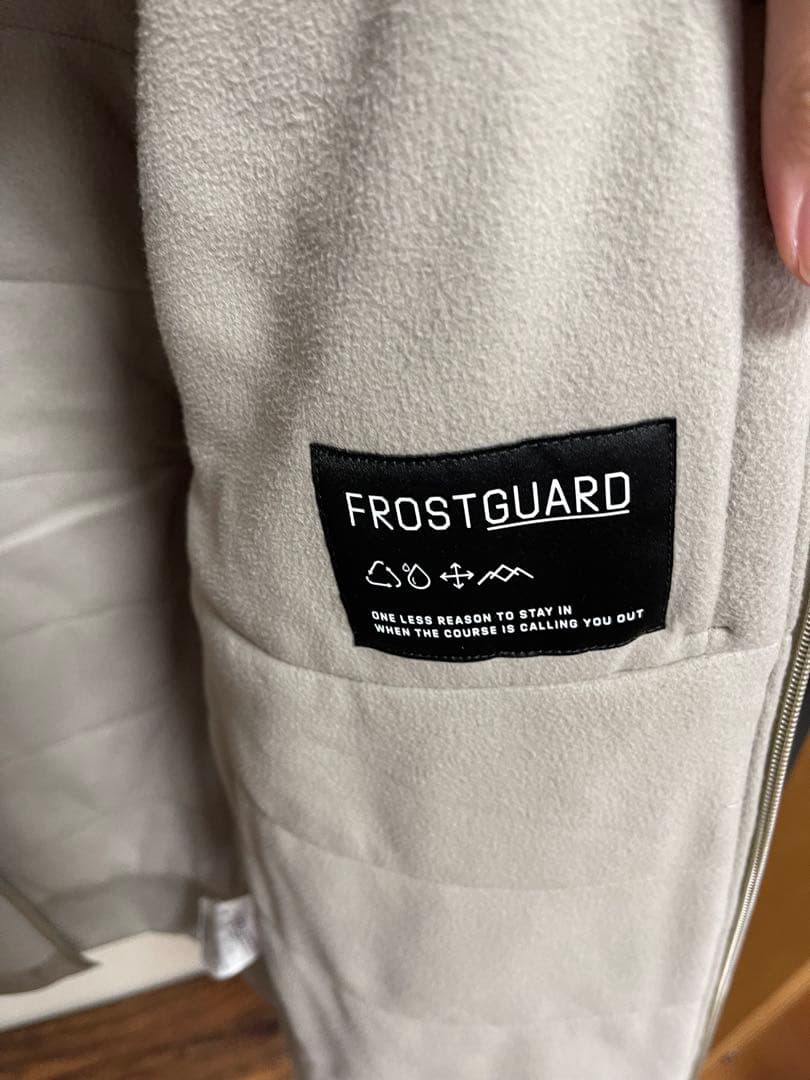 FROSTGUARD
ONE LESS REASON TO STAY IN
WHEN THE COURSE IS CALLING YOU OUT